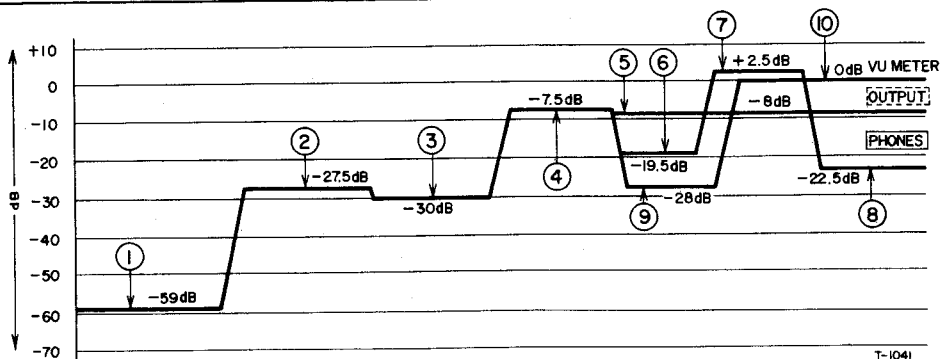 +10
0
-10
-20
-30
-40
-50
-60
-70
dB
1
-59dB
2
-27.5dB
3
-30dB
-7.5dB
4
5
6
-19.5dB
9
-28dB
7
+2.5dB
10
0dB VU METER
OUTPUT
-8dB
PHONES
-22.5dB
8
T-1041